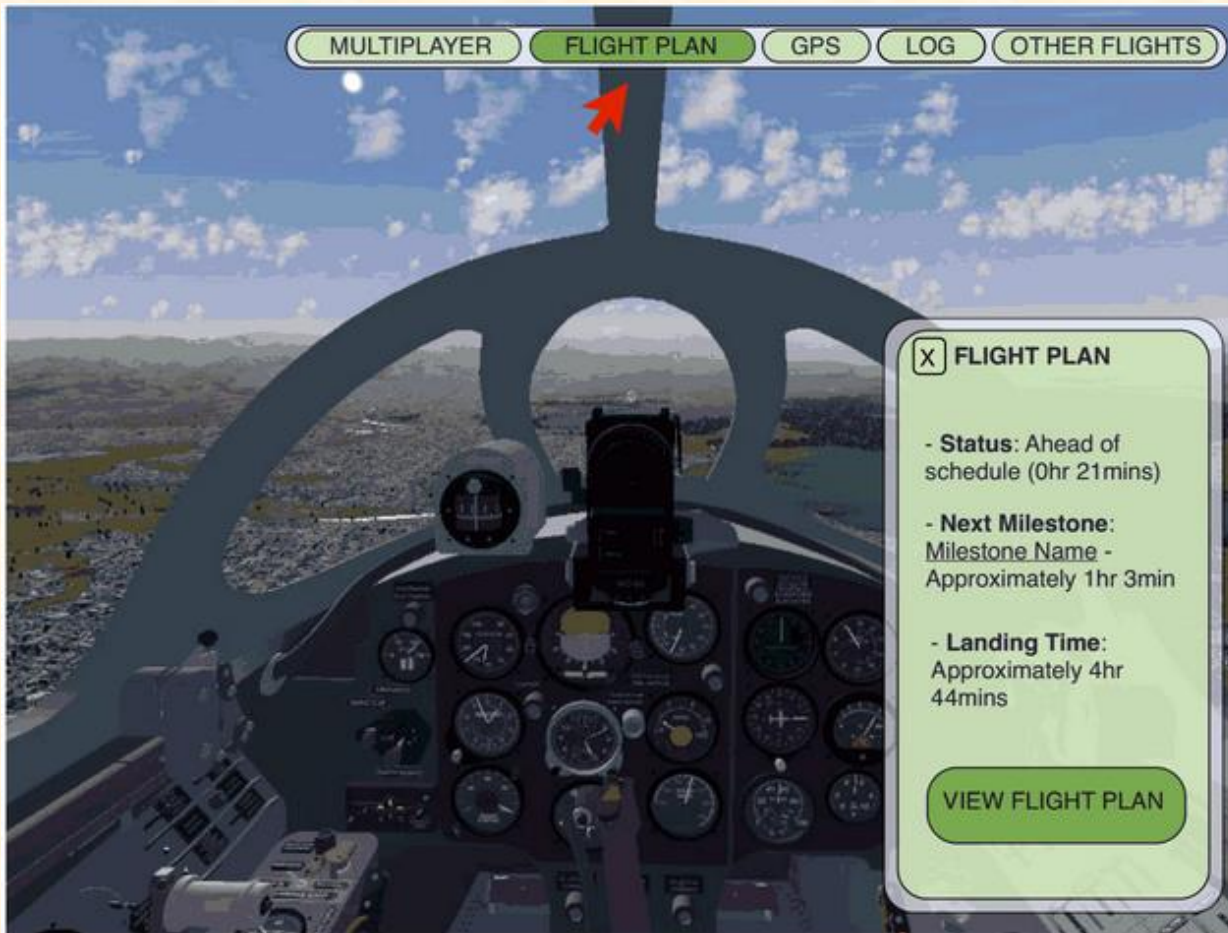 MULTIPLAYER FLIGHT PLAN GPS LOG OTHER FLIGHTS
X FLIGHT PLAN
- Status: Ahead of
schedule (0hr 21mins)
- Next Milestone:
Milestone Name -
Approximately 1hr 3min
- Landing Time:
Approximately 4hr
44mins
VIEW FLIGHT PLAN